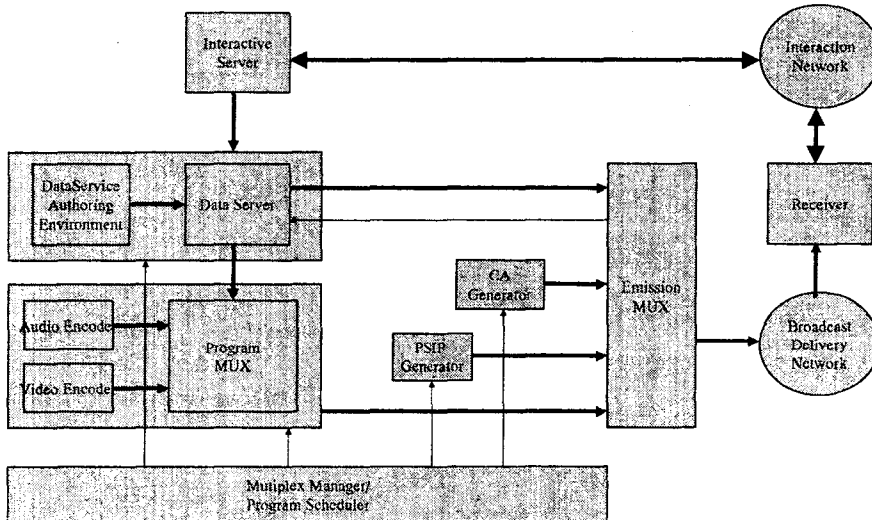 Interactive
Server
Interaction
Network
DataService
Authoring
Environment
Data Server
Receiver
CA
Generator
Emission
MUX
Audio Encode
Program
MUX
PSIP
Generator
Broadcast
Delivery
Network
Video Encode
Mutiplex Manager/
Program Scheduler